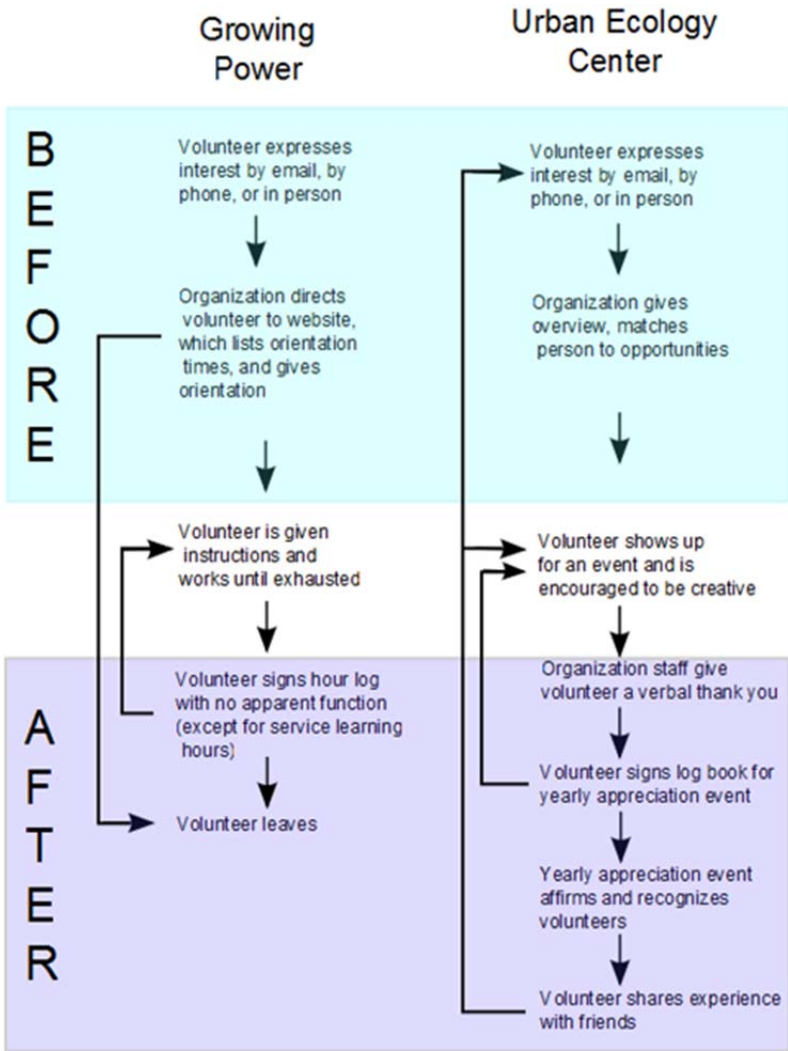 Growing
Power
Urban Ecology
Center
B
E
F
O
R
E
Volunteer expresses
interest by email, by
phone, or in person
Organization directs
volunteer to website,
which lists orientation
times, and gives
orientation
Volunteer is given
instructions and
works until exhausted
A
F
T
E
R
Volunteer signs hour log
with no apparent function
(except for service learning
hours)
Volunteer leaves
Volunteer expresses
interest by email, by
phone, or in person
Organization gives
overview, matches
person to opportunities
Volunteer shows up
for an event and is
encouraged to be creative
Organization staff give
volunteer a verbal thank you
Volunteer signs log book for
yearly appreciation event
Yearly appreciation event
affirms and recognizes
volunteers
Volunteer shares experience
with friends